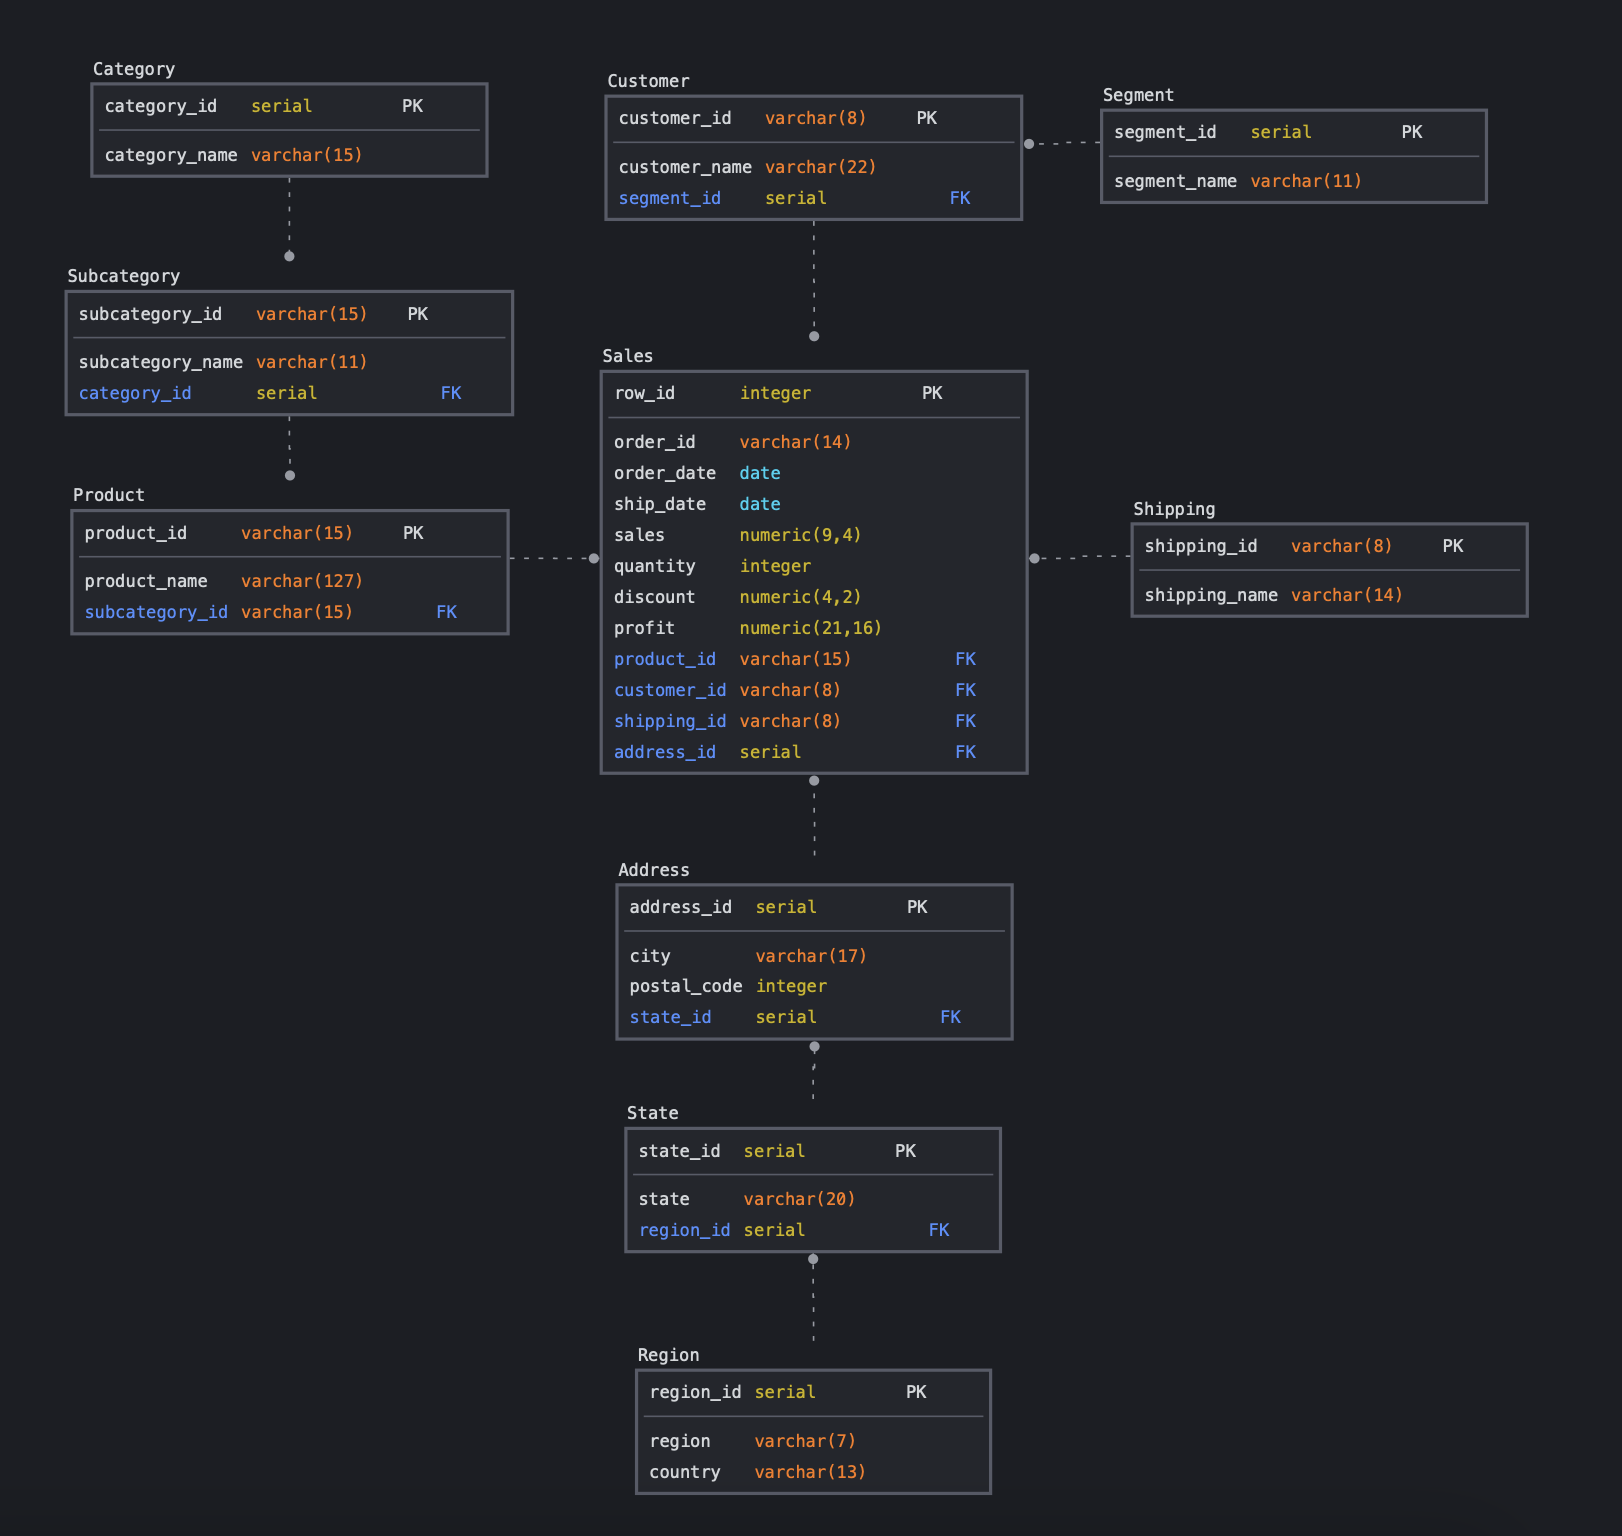 Category
category_id serial PK
category_name varchar(15)
Customer
customer_id varchar(8) PK
customer_name varchar(22)
segment_id serial FK
Segment
segment_id serial PK
segment_name varchar(11)
Subcategory
subcategory_id varchar(15) PK
subcategory_name varchar(11)
category_id serial FK
Sales
row_id integer PK
order_id varchar(14)
order_date date
ship_date date
sales numeric(9,4)
quantity integer
discount numeric(4,2)
profit numeric(21,16)
product_id varchar(15) FK
customer_id varchar(8) FK
shipping_id varchar(8) FK
address_id serial FK
Product
product_id varchar(15) PK
product_name varchar(127)
subcategory_id varchar(15) FK
Shipping
shipping_id varchar(8) PK
shipping_name varchar(14)
Address
address_id serial PK
city varchar(17)
postal_code integer
state_id serial FK
State
state_id serial PK
state varchar(20)
region_id serial FK
Region
region_id serial PK
region varchar(7)
country varchar(13)